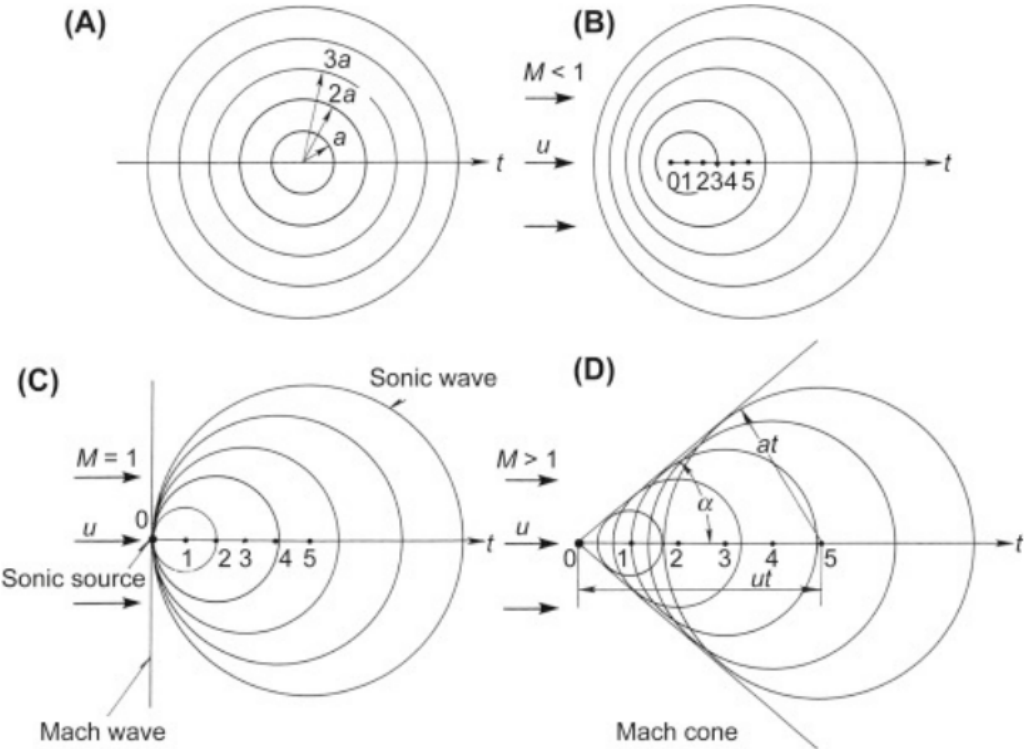 (A)
3a
2a
a
t
(B)
M < 1
u
0 1 2 3 4 5
t
(C)
Sonic wave
M = 1
0
u
1 2 3 4 5
t
Sonic source
Mach wave
(D)
M > 1
at
α
u
0 1 2 3 4 5
t
ut
Mach cone